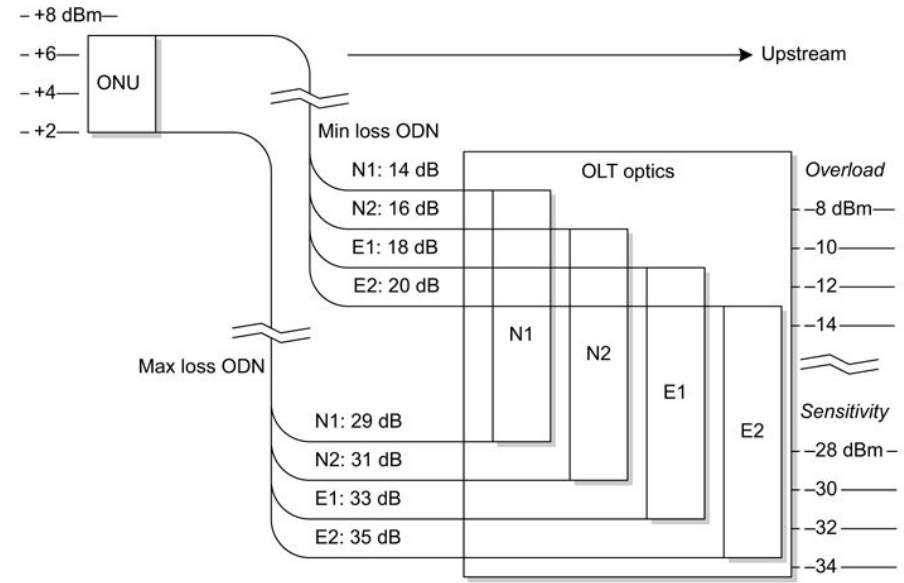 +8 dBm
+6
+4
+2
ONU
Upstream
Min loss ODN
N1: 14 dB
N2: 16 dB
E1: 18 dB
E2: 20 dB
OLT optics
Overload
–8 dBm
–10
–12
–14
N1
N2
E1
E2
Max loss ODN
N1: 29 dB
N2: 31 dB
E1: 33 dB
E2: 35 dB
Sensitivity
–28 dBm
–30
–32
–34